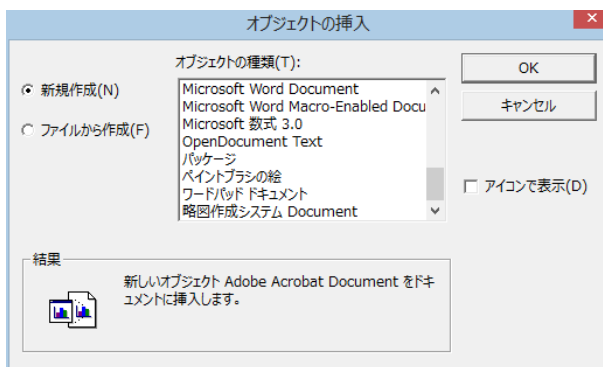 オブジェクトの挿入
オブジェクトの種類(T):
新規作成(N)
ファイルから作成(F)
Microsoft Word Document
Microsoft Word Macro-Enabled Docu
Microsoft 数式 3.0
OpenDocument Text
パッケージ
ペイントブラシの絵
ワードパッド ドキュメント
略図作成システム Document
OK
キャンセル
アイコンで表示(D)
結果
新しいオブジェクト Adobe Acrobat Document をドキ
ュメントに挿入します。